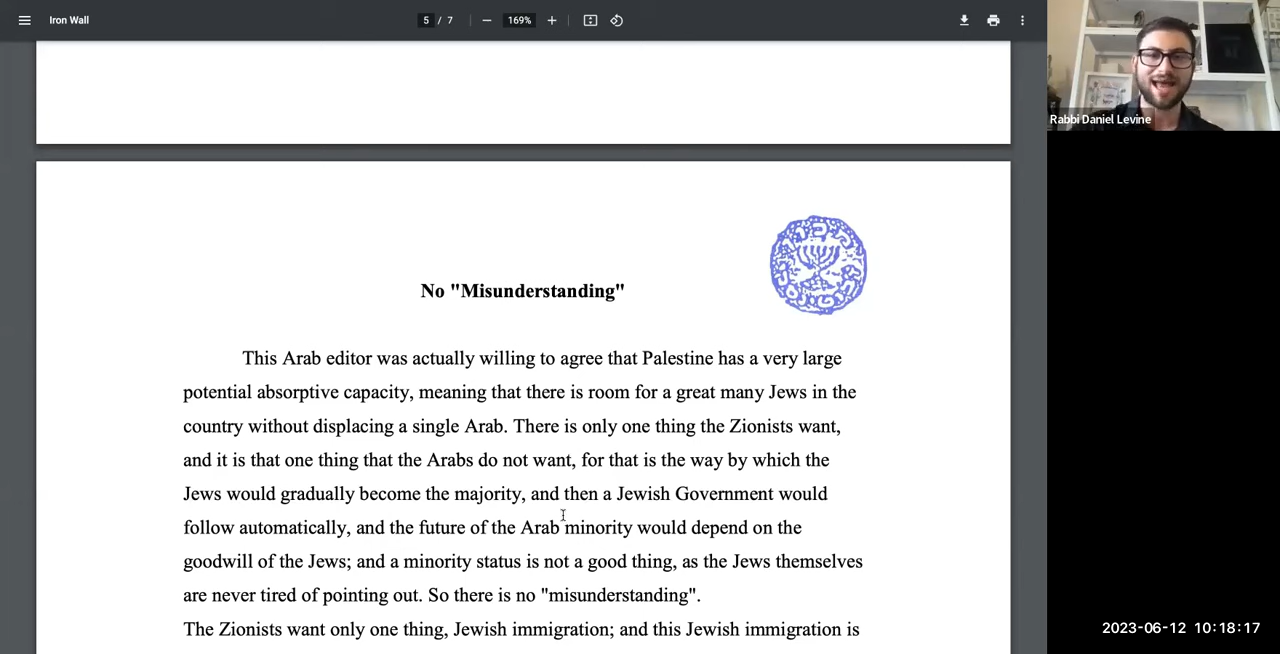 Iron Wall
5 / 7
169%
Rabbi Daniel Levine
No "Misunderstanding"
This Arab editor was actually willing to agree that Palestine has a very large
potential absorptive capacity, meaning that there is room for a great many Jews in the
country without displacing a single Arab. There is only one thing the Zionists want,
and it is that one thing that the Arabs do not want, for that is the way by which the
Jews would gradually become the majority, and then a Jewish Government would
follow automatically, and the future of the Arab minority would depend on the
goodwill of the Jews; and a minority status is not a good thing, as the Jews themselves
are never tired of pointing out. So there is no "misunderstanding".
The Zionists want only one thing, Jewish immigration; and this Jewish immigration is
2023-06-12 10:18:17